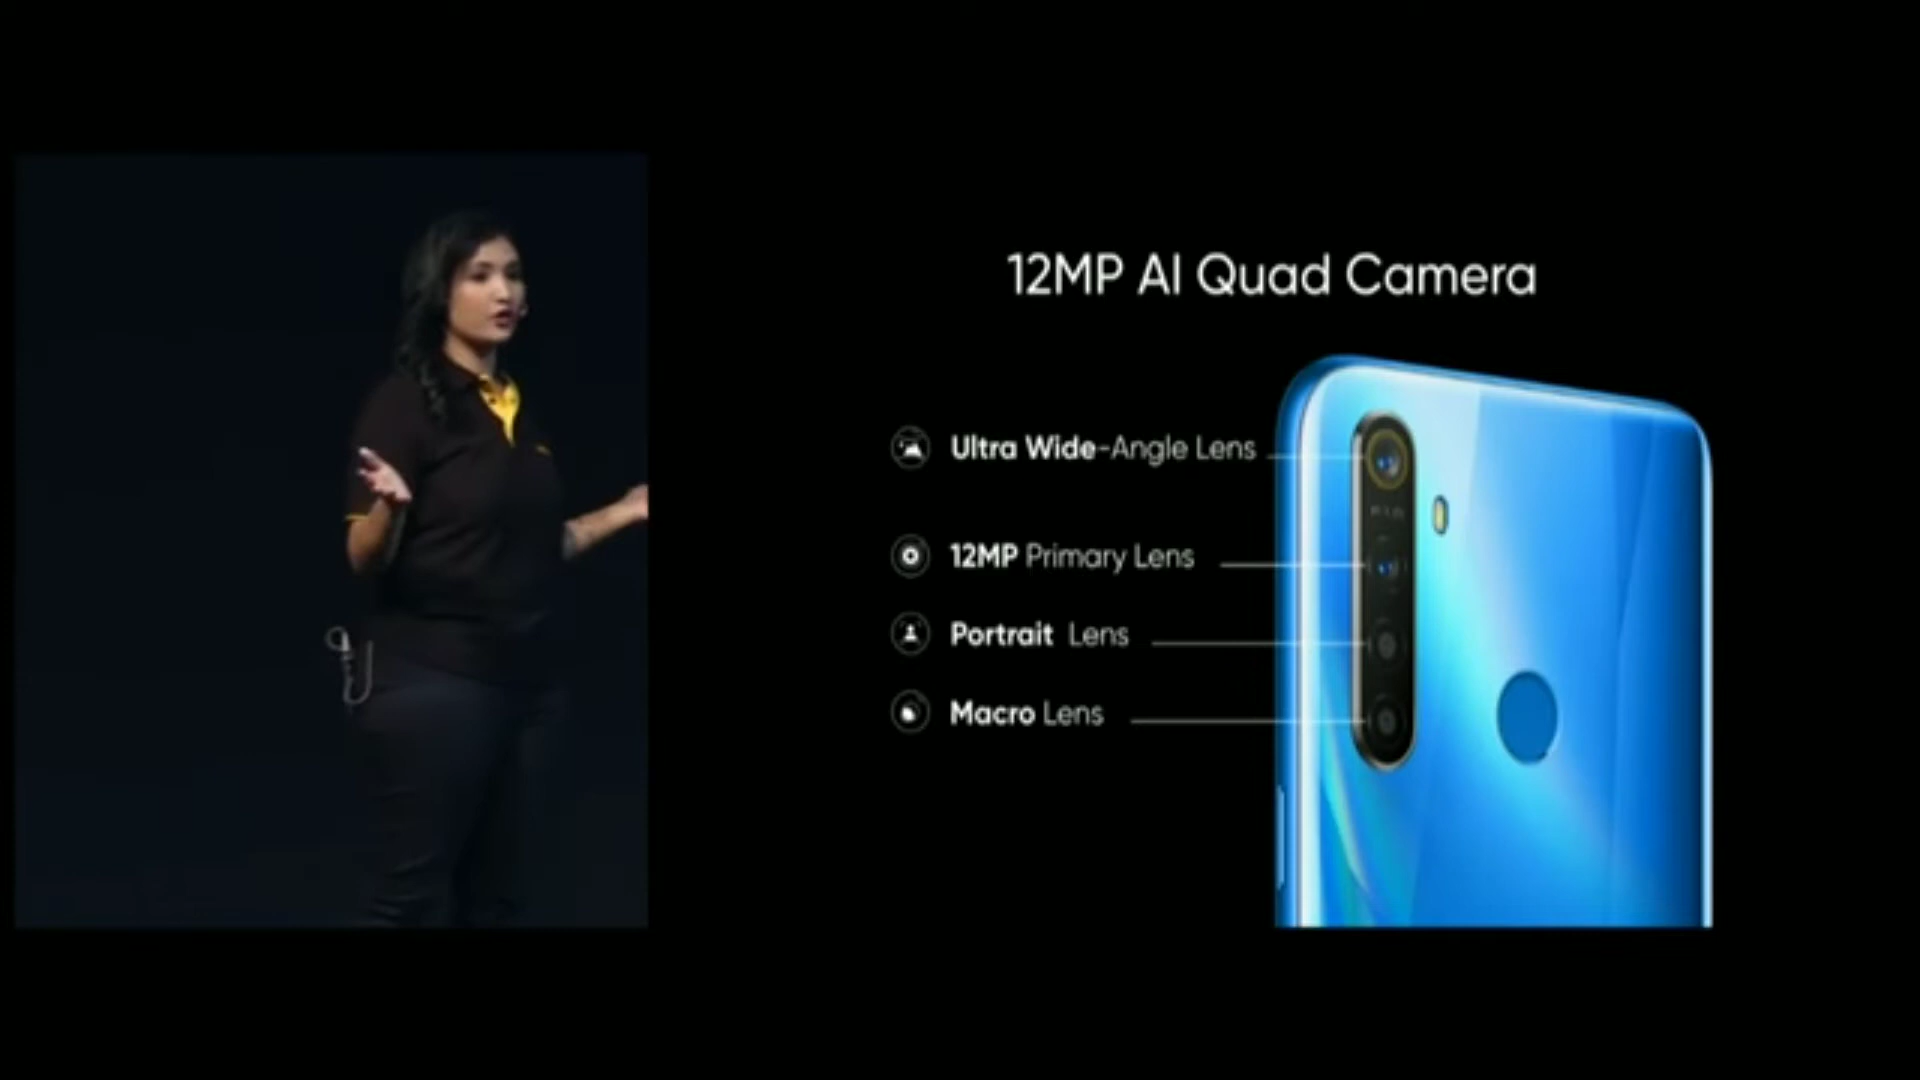 12MP AI Quad Camera
Ultra Wide-Angle Lens
12MP Primary Lens
Portrait Lens
Macro Lens